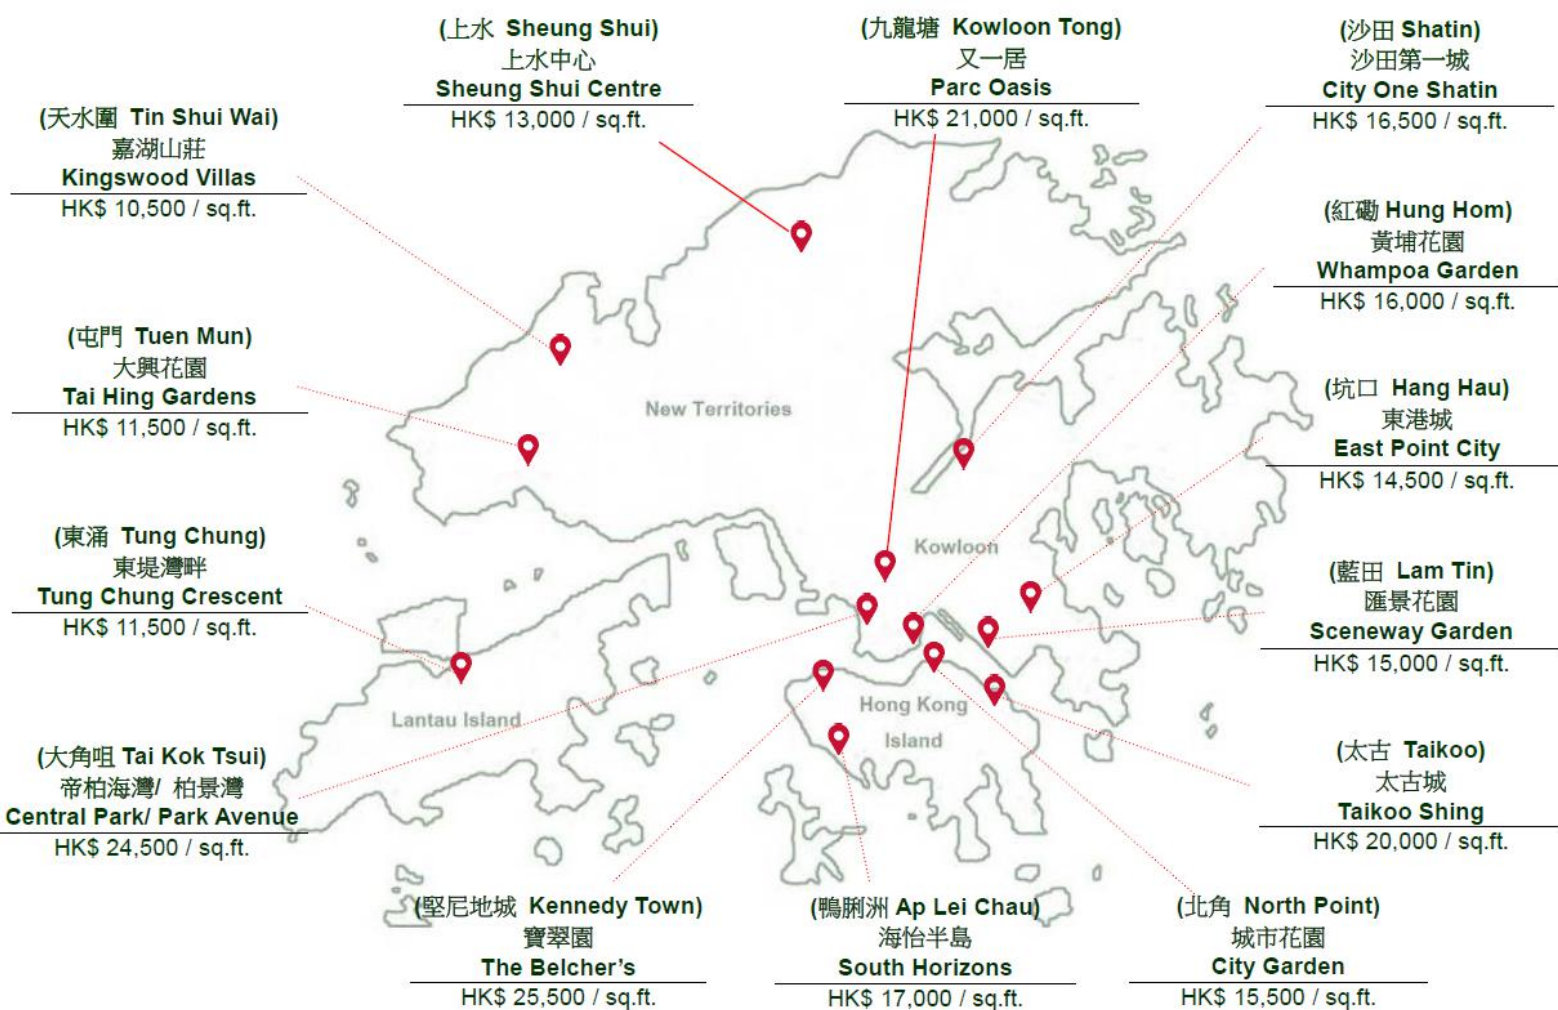 (上水 Sheung Shui)
上水中心
Sheung Shui Centre
HK$ 13,000 / sq.ft.
(九龍塘 Kowloon Tong)
又一居
Parc Oasis
HK$ 21,000 / sq.ft.
(沙田 Shatin)
沙田第一城
City One Shatin
HK$ 16,500 / sq.ft.
(天水圍 Tin Shui Wai)
嘉湖山莊
Kingswood Villas
HK$ 10,500 / sq.ft.
(紅磡 Hung Hom)
黃埔花園
Whampoa Garden
HK$ 16,000 / sq.ft.
(屯門 Tuen Mun)
大興花園
Tai Hing Gardens
HK$ 11,500 / sq.ft.
New Territories
(坑口 Hang Hau)
東港城
East Point City
HK$ 14,500 / sq.ft.
(東涌 Tung Chung)
東堤灣畔
Tung Chung Crescent
HK$ 11,500 / sq.ft.
Kowloon
(藍田 Lam Tin)
匯景花園
Sceneway Garden
HK$ 15,000 / sq.ft.
Lantau Island
Hong Kong
Island
(大角咀 Tai Kok Tsui)
帝柏海灣/ 柏景灣
Central Park/ Park Avenue
HK$ 24,500 / sq.ft.
(太古 Taikoo)
太古城
Taikoo Shing
HK$ 20,000 / sq.ft.
(堅尼地城 Kennedy Town)
寶翠園
The Belcher’s
HK$ 25,500 / sq.ft.
(鴨脷洲 Ap Lei Chau)
海怡半島
South Horizons
HK$ 17,000 / sq.ft.
(北角 North Point)
城市花園
City Garden
HK$ 15,500 / sq.ft.